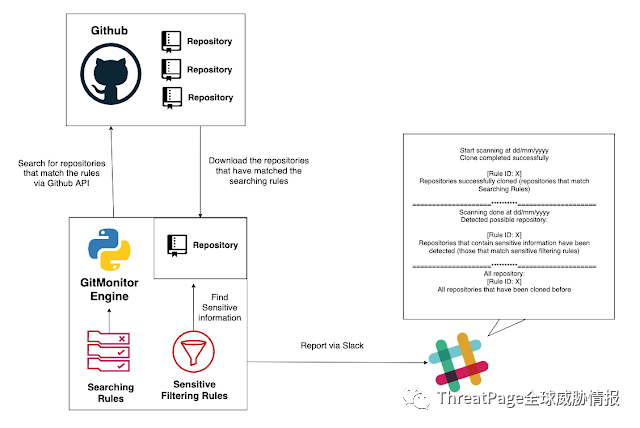 Github
Repository
Repository
Repository
Search for repositories
that match the rules
via Github API
Download the repositories
that have matched the
searching rules
GitMonitor
Engine
Repository
Find
Sensitive
information
Searching
Rules
Sensitive
Filtering Rules
Report via Slack
Start scanning at dd/mm/yyyy
Clone completed successfully
[Rule ID: X]
Repositories successfully cloned (repositories that match
Searching Rules)
====================**********====================
Scanning done at dd/mm/yyyy
Detected possible repository:
[Rule ID: X]
Repositories that contain sensitive information have been
detected (those that match sensitive filtering rules)
====================**********====================
All repository:
[Rule ID: X]
All repositories that have been cloned before
ThreatPage全球威胁情报